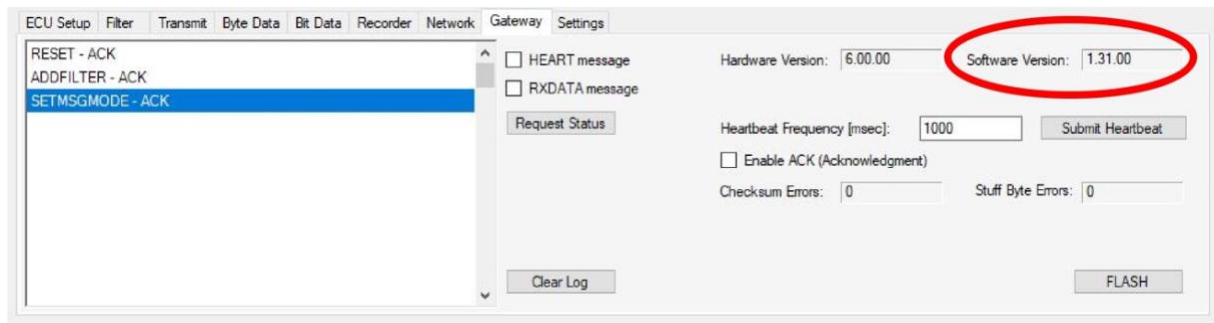 ECU Setup Filter Transmit Byte Data Bit Data Recorder Network Gateway Settings
RESET - ACK
ADDFILTER - ACK
SETMSGMODE - ACK
HEART message
RXDATA message
Request Status
Clear Log
Hardware Version: 6.00.00 Software Version: 1.31.00
Heartbeat Frequency [msec]: 1000 Submit Heartbeat
Enable ACK (Acknowledgment)
Checksum Errors: 0 Stuff Byte Errors: 0
FLASH